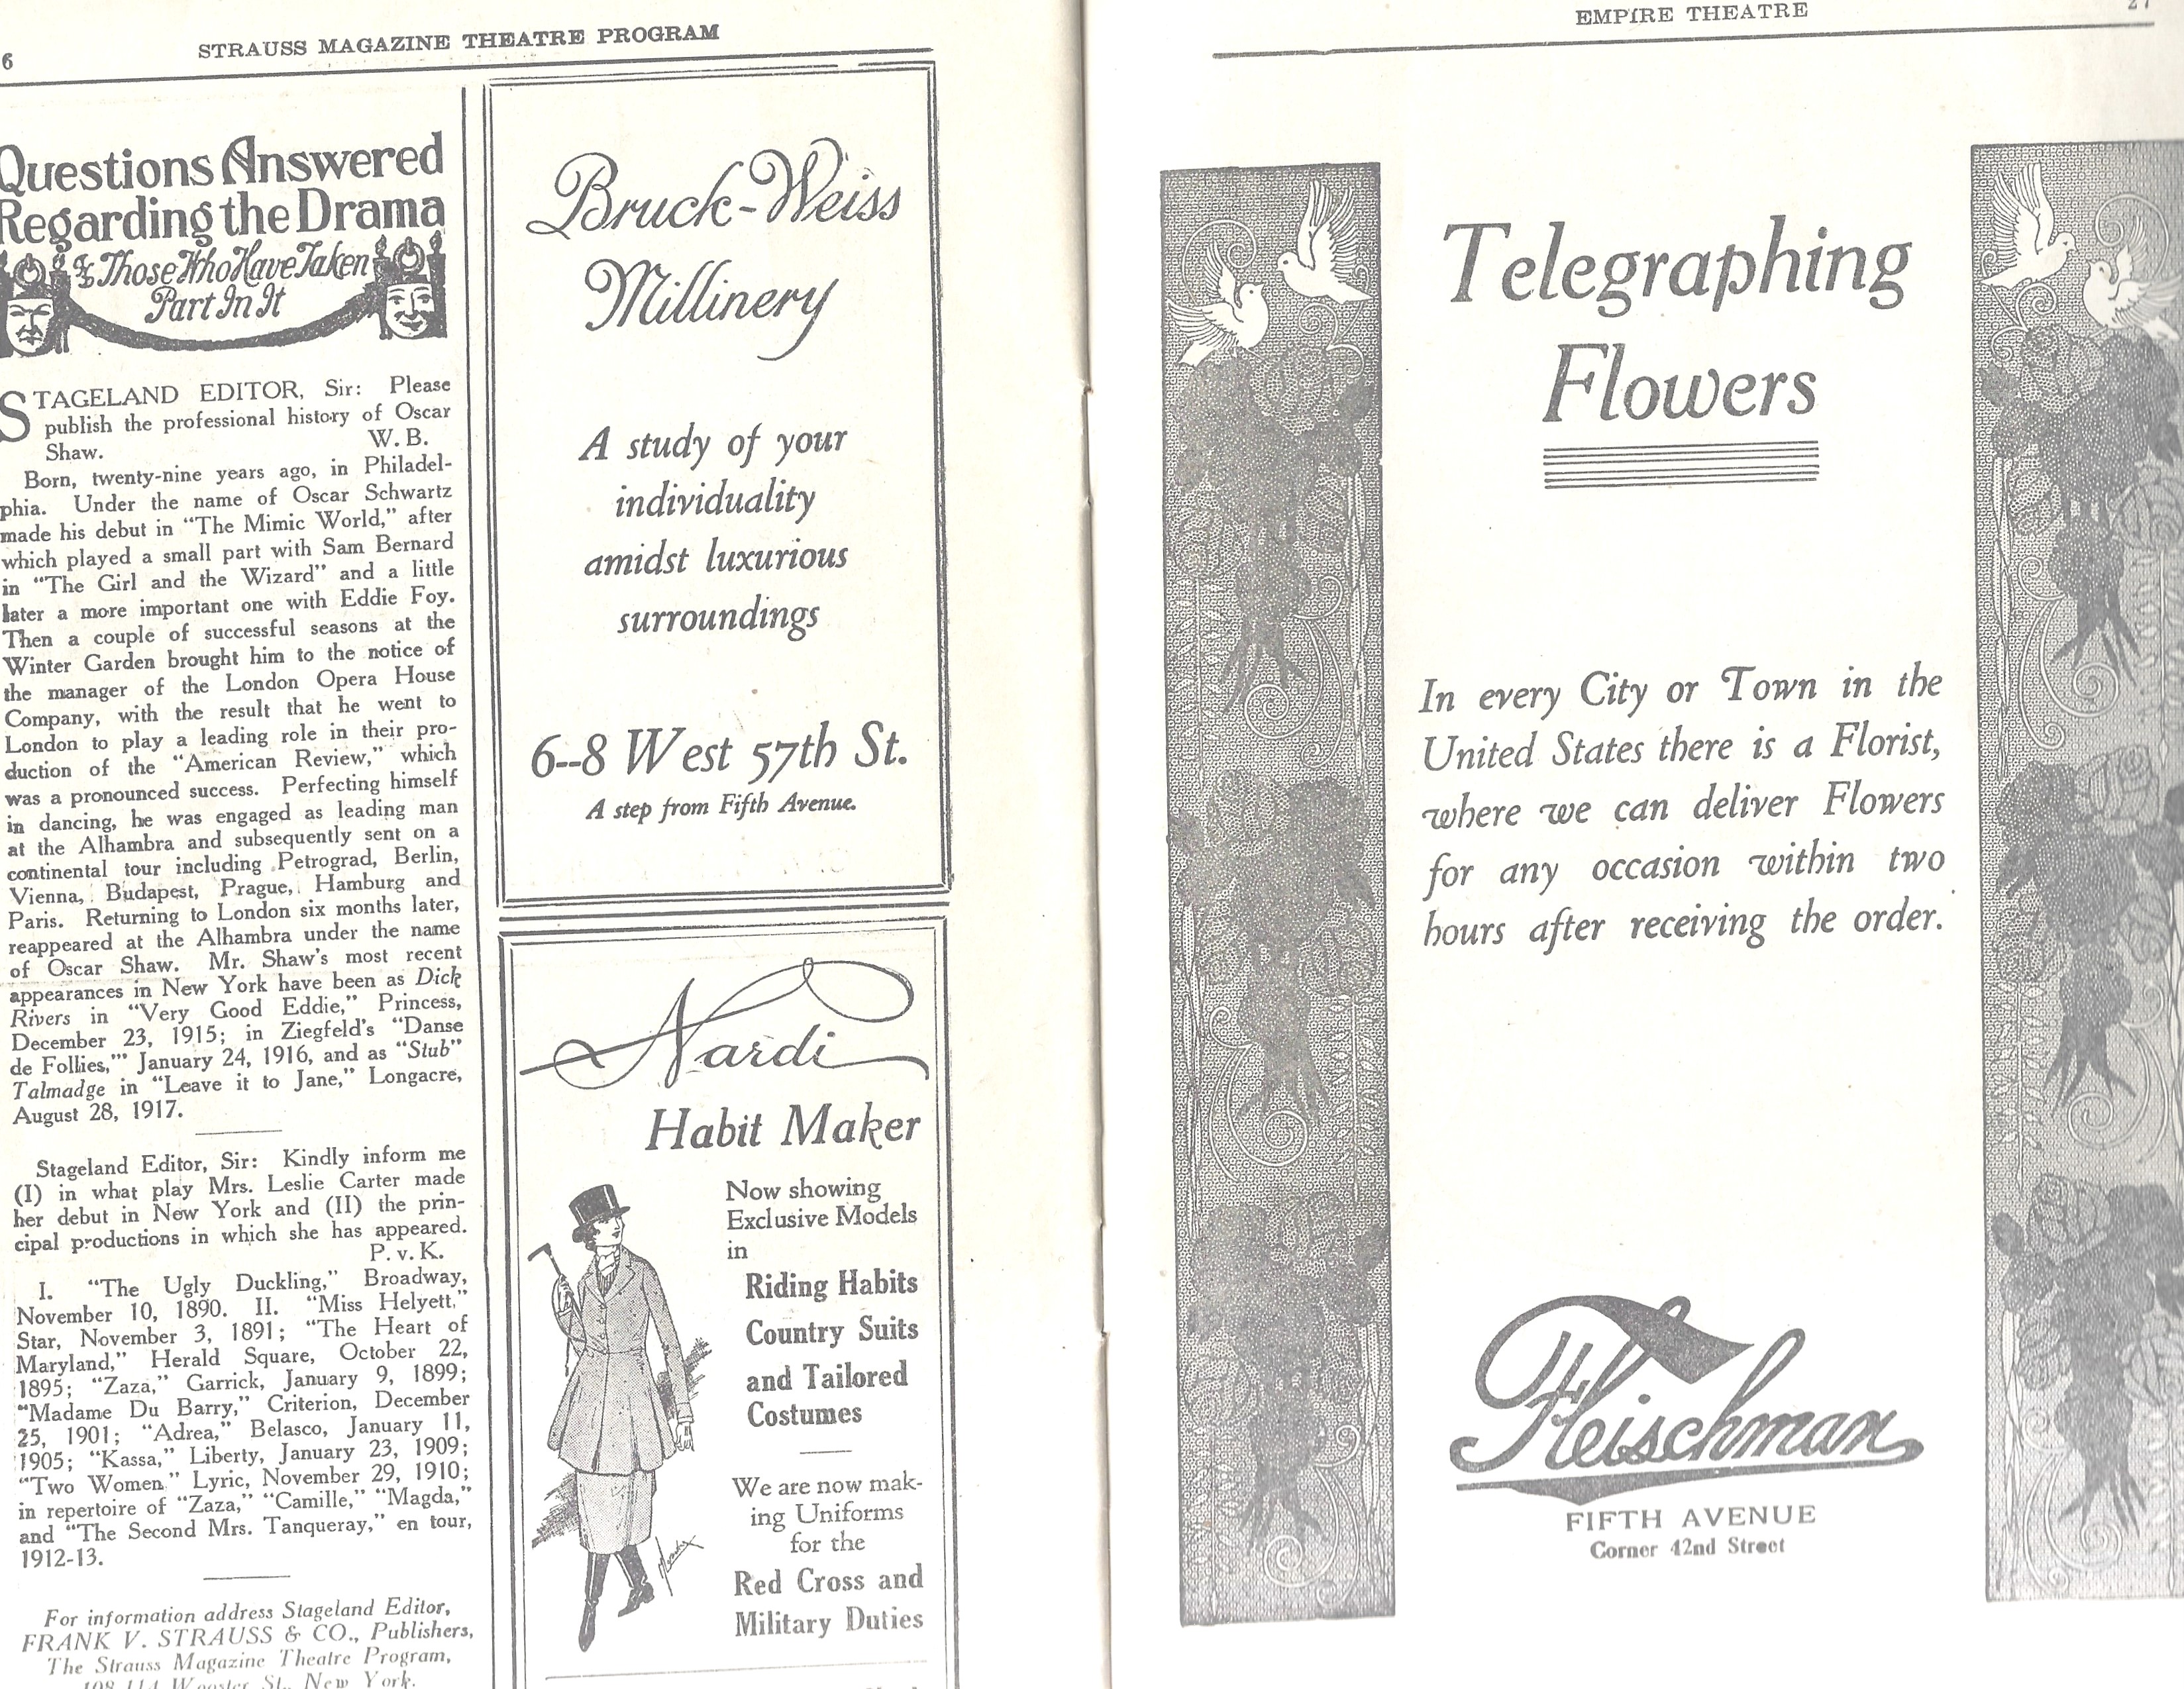 6
STRAUSS MAGAZINE THEATRE PROGRAM
Questions Answered
Regarding the Drama
& Those Who Have Taken
Part In It
STAGELAND EDITOR, Sir: Please
publish the professional history of Oscar
Shaw. W. B.
Born, twenty-nine years ago, in Philadel-
phia. Under the name of Oscar Schwartz
made his debut in “The Mimic World,” after
which played a small part with Sam Bernard
in “The Girl and the Wizard” and a little
later a more important one with Eddie Foy.
Then a couple of successful seasons at the
Winter Garden brought him to the notice of
the manager of the London Opera House
Company, with the result that he went to
London to play a leading role in their pro-
duction of the “American Review,” which
was a pronounced success. Perfecting himself
in dancing, he was engaged as leading man
at the Alhambra and subsequently sent on a
continental tour including Petrograd, Berlin,
Vienna, Budapest, Prague, Hamburg and
Paris. Returning to London six months later,
reappeared at the Alhambra under the name
of Oscar Shaw. Mr. Shaw’s most recent
appearances in New York have been as Dick
Rivers in “Very Good Eddie,” Princess,
December 23, 1915; in Ziegfeld’s “Danse
de Follies,’” January 24, 1916, and as “Stub”
Talmadge in “Leave it to Jane,” Longacre,
August 28, 1917.
Stageland Editor, Sir: Kindly inform me
(I) in what play Mrs. Leslie Carter made
her debut in New York and (II) the prin-
cipal productions in which she has appeared.
P. v. K.
I. “The Ugly Duckling,” Broadway,
November 10, 1890. II. “Miss Helyett,”
Star, November 3, 1891; “The Heart of
Maryland,” Herald Square, October 22,
1895; “Zaza,” Garrick, January 9, 1899;
“Madame Du Barry,” Criterion, December
25, 1901; “Adrea,” Belasco, January 11,
1905; “Kassa,” Liberty, January 23, 1909;
“Two Women” Lyric, November 29, 1910;
in repertoire of “Zaza,” “Camille,” “Magda,”
and “The Second Mrs. Tanqueray,” en tour,
1912-13.
For information address Stageland Editor,
FRANK V. STRAUSS & CO., Publishers,
The Strauss Magazine Theatre Program,
108-114 Wooster St., New York.
Bruck-Weiss
Millinery
A study of your
individuality
amidst luxurious
surroundings
6--8 West 57th St.
A step from Fifth Avenue.
Nardi
Habit Maker
Now showing
Exclusive Models
in
Riding Habits
Country Suits
and Tailored
Costumes
We are now mak-
ing Uniforms
for the
Red Cross and
Military Duties
EMPIRE THEATRE
27
Telegraphing
Flowers
In every City or Town in the
United States there is a Florist,
where we can deliver Flowers
for any occasion within two
hours after receiving the order.
Fleischman
FIFTH AVENUE
Corner 42nd Street